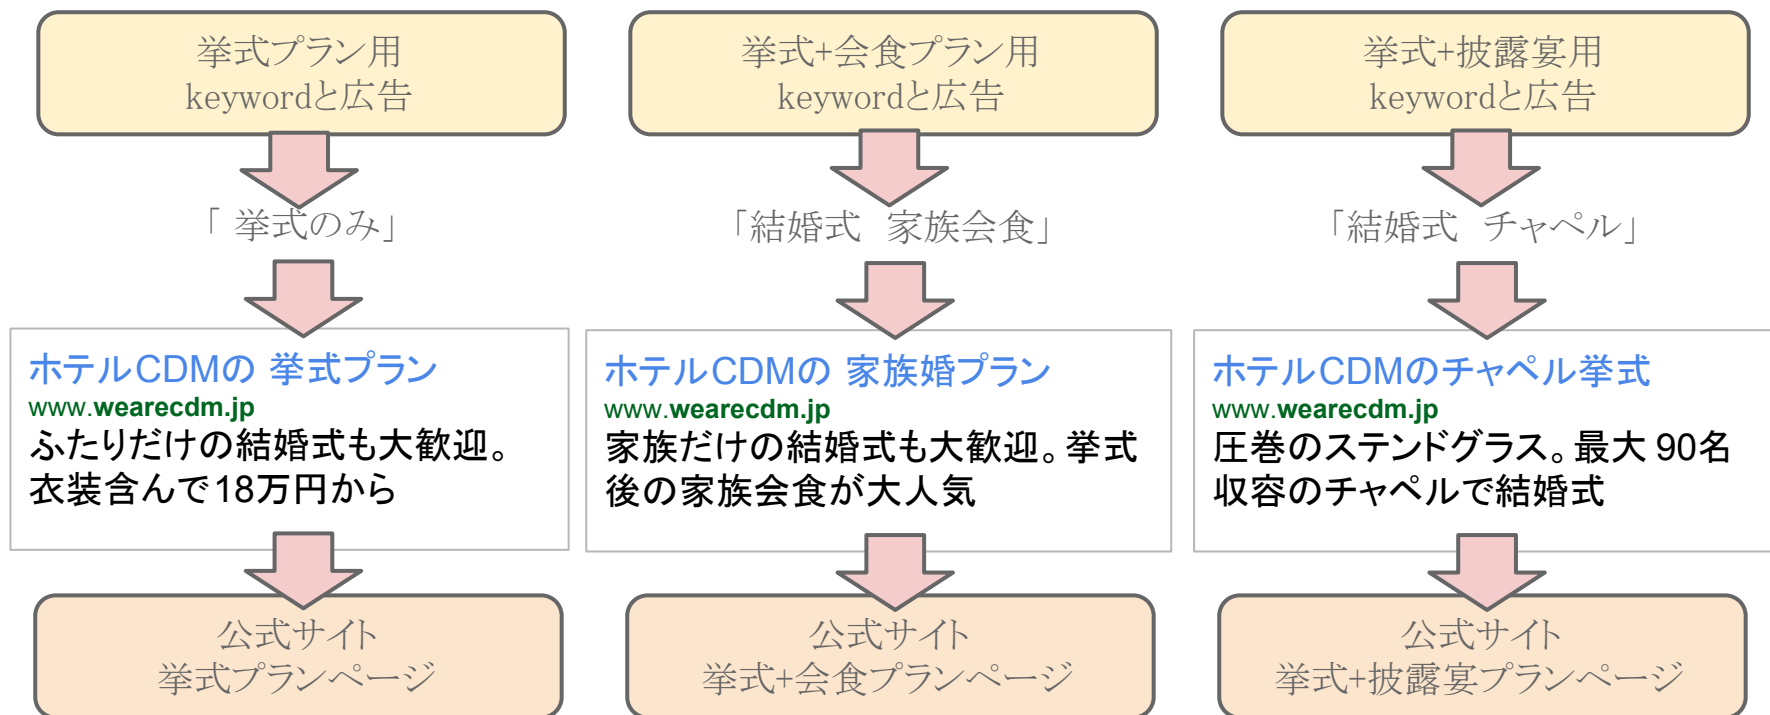 挙式プラン用
keywordと広告
「 挙式のみ」
ホテルCDMの 挙式プラン
www.wearecdm.jp
ふたりだけの結婚式も大歓迎。
衣装含んで18万円から
公式サイト
挙式プランページ
挙式+会食プラン用
keywordと広告
「結婚式　家族会食」
ホテルCDMの 家族婚プラン
www.wearecdm.jp
家族だけの結婚式も大歓迎。挙式
後の家族会食が大人気
公式サイト
挙式+会食プランページ
挙式+披露宴用
keywordと広告
「結婚式　チャペル」
ホテルCDMのチャペル挙式
www.wearecdm.jp
圧巻のステンドグラス。最大 90名
収容のチャペルで結婚式
公式サイト
挙式+披露宴プランページ